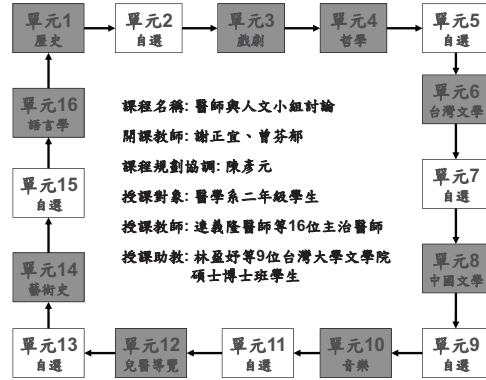 單元1
歷史
單元2
自選
單元3
戲劇
單元4
哲學
單元5
自選
單元6
台灣文學
單元7
自選
單元8
中國文學
單元9
自選
單元10
音樂
單元11
自選
單元12
兒醫導覽
單元13
自選
單元14
藝術史
單元15
自選
單元16
語言學
課程名稱: 醫師與人文小組討論
開課教師: 謝正宜、曾芬郁
課程規劃協調: 陳彥元
授課對象: 醫學系二年級學生
授課教師: 連義隆醫師等16位主治醫師
授課助教: 林盈妤等9位台灣大學文學院
碩士博士班學生